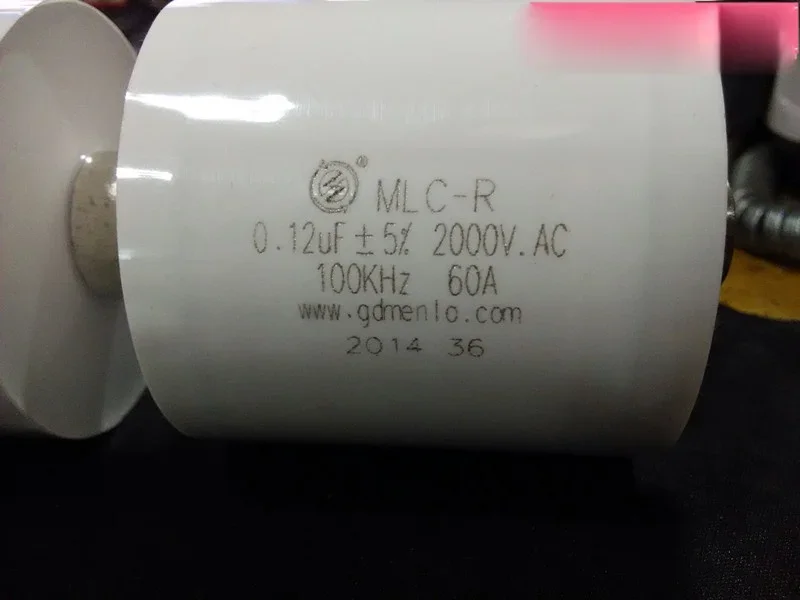 ® MLC-R
0.12uF ± 5% 2000V.AC
100KHz 60A
www.gdmenlo.com
2014 36